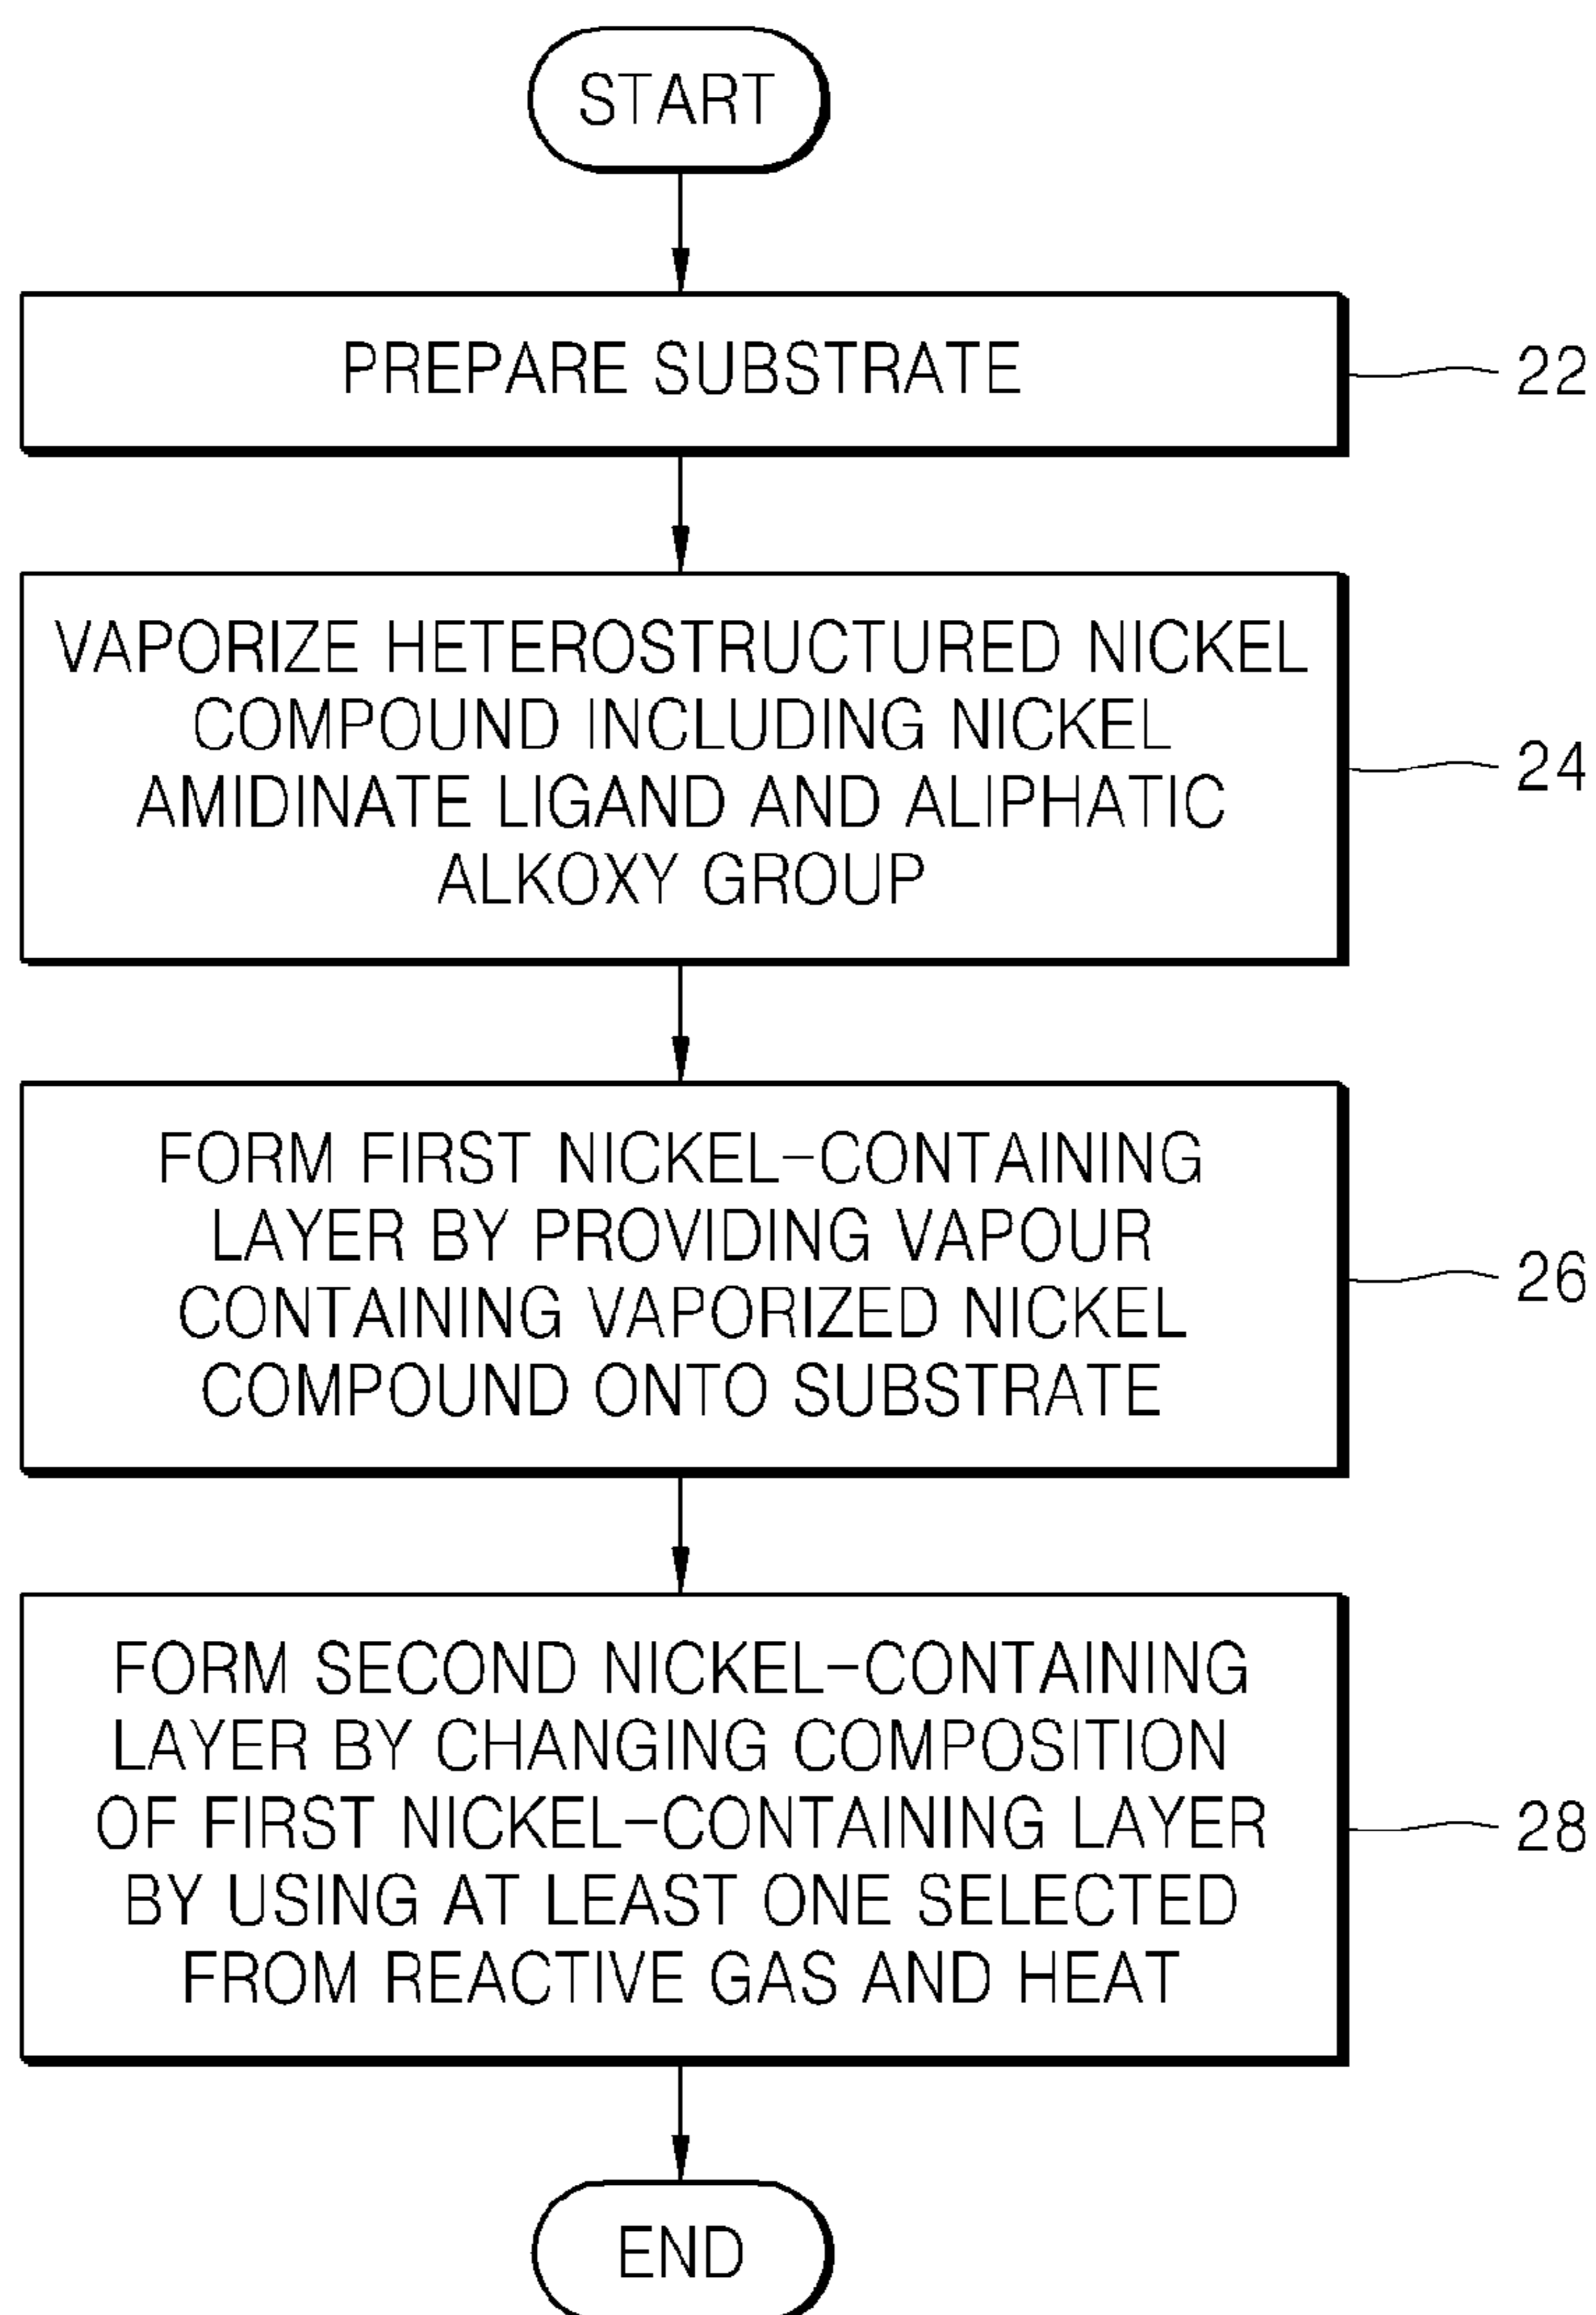 START
PREPARE SUBSTRATE
22
VAPORIZE HETEROSTRUCTURED NICKEL
COMPOUND INCLUDING NICKEL
AMIDINATE LIGAND AND ALIPHATIC
ALKOXY GROUP
24
FORM FIRST NICKEL-CONTAINING
LAYER BY PROVIDING VAPOUR
CONTAINING VAPORIZED NICKEL
COMPOUND ONTO SUBSTRATE
26
FORM SECOND NICKEL-CONTAINING
LAYER BY CHANGING COMPOSITION
OF FIRST NICKEL-CONTAINING LAYER
BY USING AT LEAST ONE SELECTED
FROM REACTIVE GAS AND HEAT
28
END